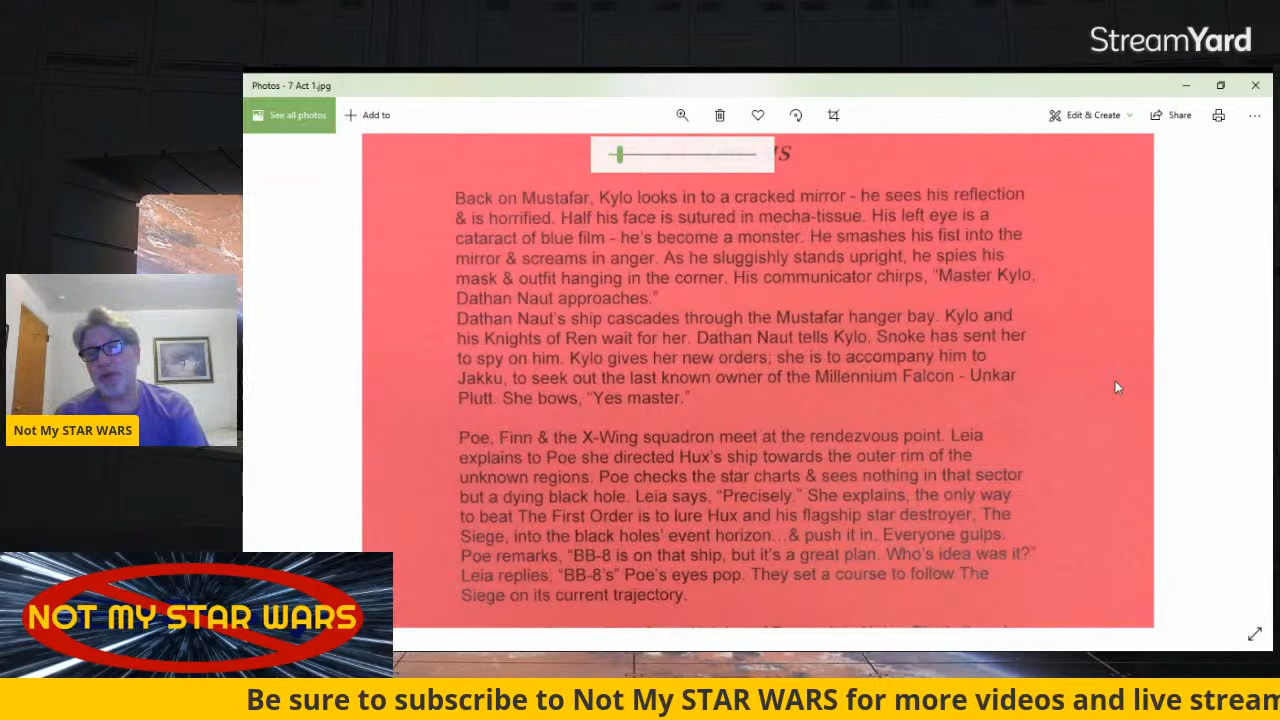 StreamYard
Photos - 7 Act 1.jpg
See all photos
Add to
Edit & Create
Share
S
Back on Mustafar, Kylo looks in to a cracked mirror - he sees his reflection
& is horrified. Half his face is sutured in mecha-tissue. His left eye is a
cataract of blue film - he's become a monster. He smashes his fist into the
mirror & screams in anger. As he sluggishly stands upright, he spies his
mask & outfit hanging in the corner. His communicator chirps, "Master Kylo,
Dathan Naut approaches."
Dathan Naut's ship cascades through the Mustafar hanger bay. Kylo and
his Knights of Ren wait for her. Dathan Naut tells Kylo, Snoke has sent her
to spy on him. Kylo gives her new orders; she is to accompany him to
Jakku, to seek out the last known owner of the Millennium Falcon - Unkar
Plutt. She bows, "Yes master."
Poe, Finn & the X-Wing squadron meet at the rendezvous point. Leia
explains to Poe she directed Hux's ship towards the outer rim of the
unknown regions. Poe checks the star charts & sees nothing in that sector
but a dying black hole. Leia says, "Precisely." She explains, the only way
to beat The First Order is to lure Hux and his flagship star destroyer, The
Siege, into the black holes' event horizon...& push it in. Everyone gulps.
Poe remarks, "BB-8 is on that ship, but it's a great plan. Who's idea was it?"
Leia replies, "BB-8's" Poe's eyes pop. They set a course to follow The
Siege on its current trajectory.
Not My STAR WARS
NOT MY STAR WARS
Be sure to subscribe to Not My STAR WARS for more videos and live stream